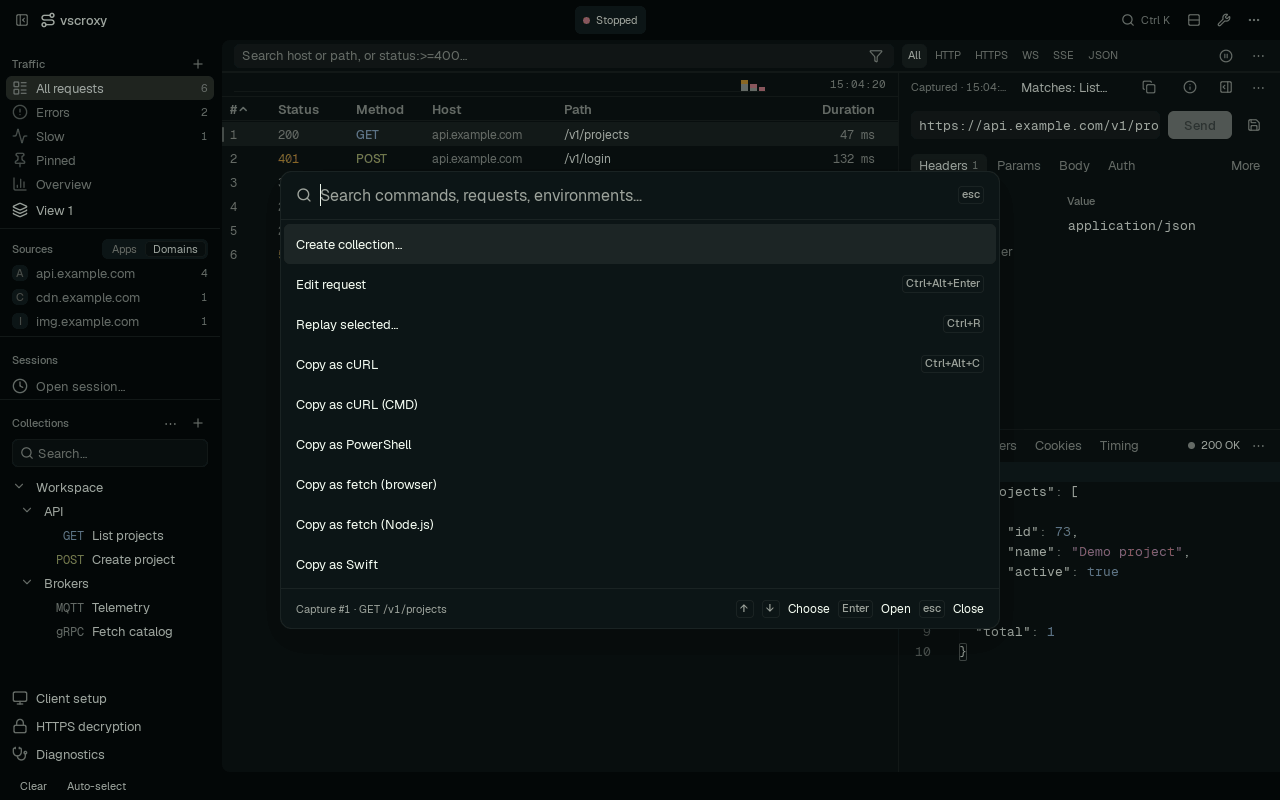 vscroxy
Stopped
Ctrl K
Traffic
All requests 6
Errors 2
Slow 1
Pinned
Overview
View 1
Sources Apps Domains
A api.example.com 4
C cdn.example.com 1
I img.example.com 1
Sessions
Open session...
Collections
Search...
Workspace
API
GET List projects
POST Create project
Brokers
MQTT Telemetry
gRPC Fetch catalog
Client setup
HTTPS decryption
Diagnostics
Clear Auto-select
Search host or path, or status:>=400...
All HTTP HTTPS WS SSE JSON
15:04:20
# Status Method Host Path Duration
1 200 GET api.example.com /v1/projects 47 ms
2 401 POST api.example.com /v1/login 132 ms
3
4
5
6
Search commands, requests, environments... esc
Create collection...
Edit request Ctrl+Alt+Enter
Replay selected... Ctrl+R
Copy as cURL Ctrl+Alt+C
Copy as cURL (CMD)
Copy as PowerShell
Copy as fetch (browser)
Copy as fetch (Node.js)
Copy as Swift
Capture #1 · GET /v1/projects
Choose Enter Open esc Close
Captured · 15:04:... Matches: List...
https://api.example.com/v1/pro Send
Headers 1 Params Body Auth More
Value
application/json
Cookies Timing 200 OK
": [
"id": 73,
"name": "Demo project",
"active": true
9 "total": 1
10 }